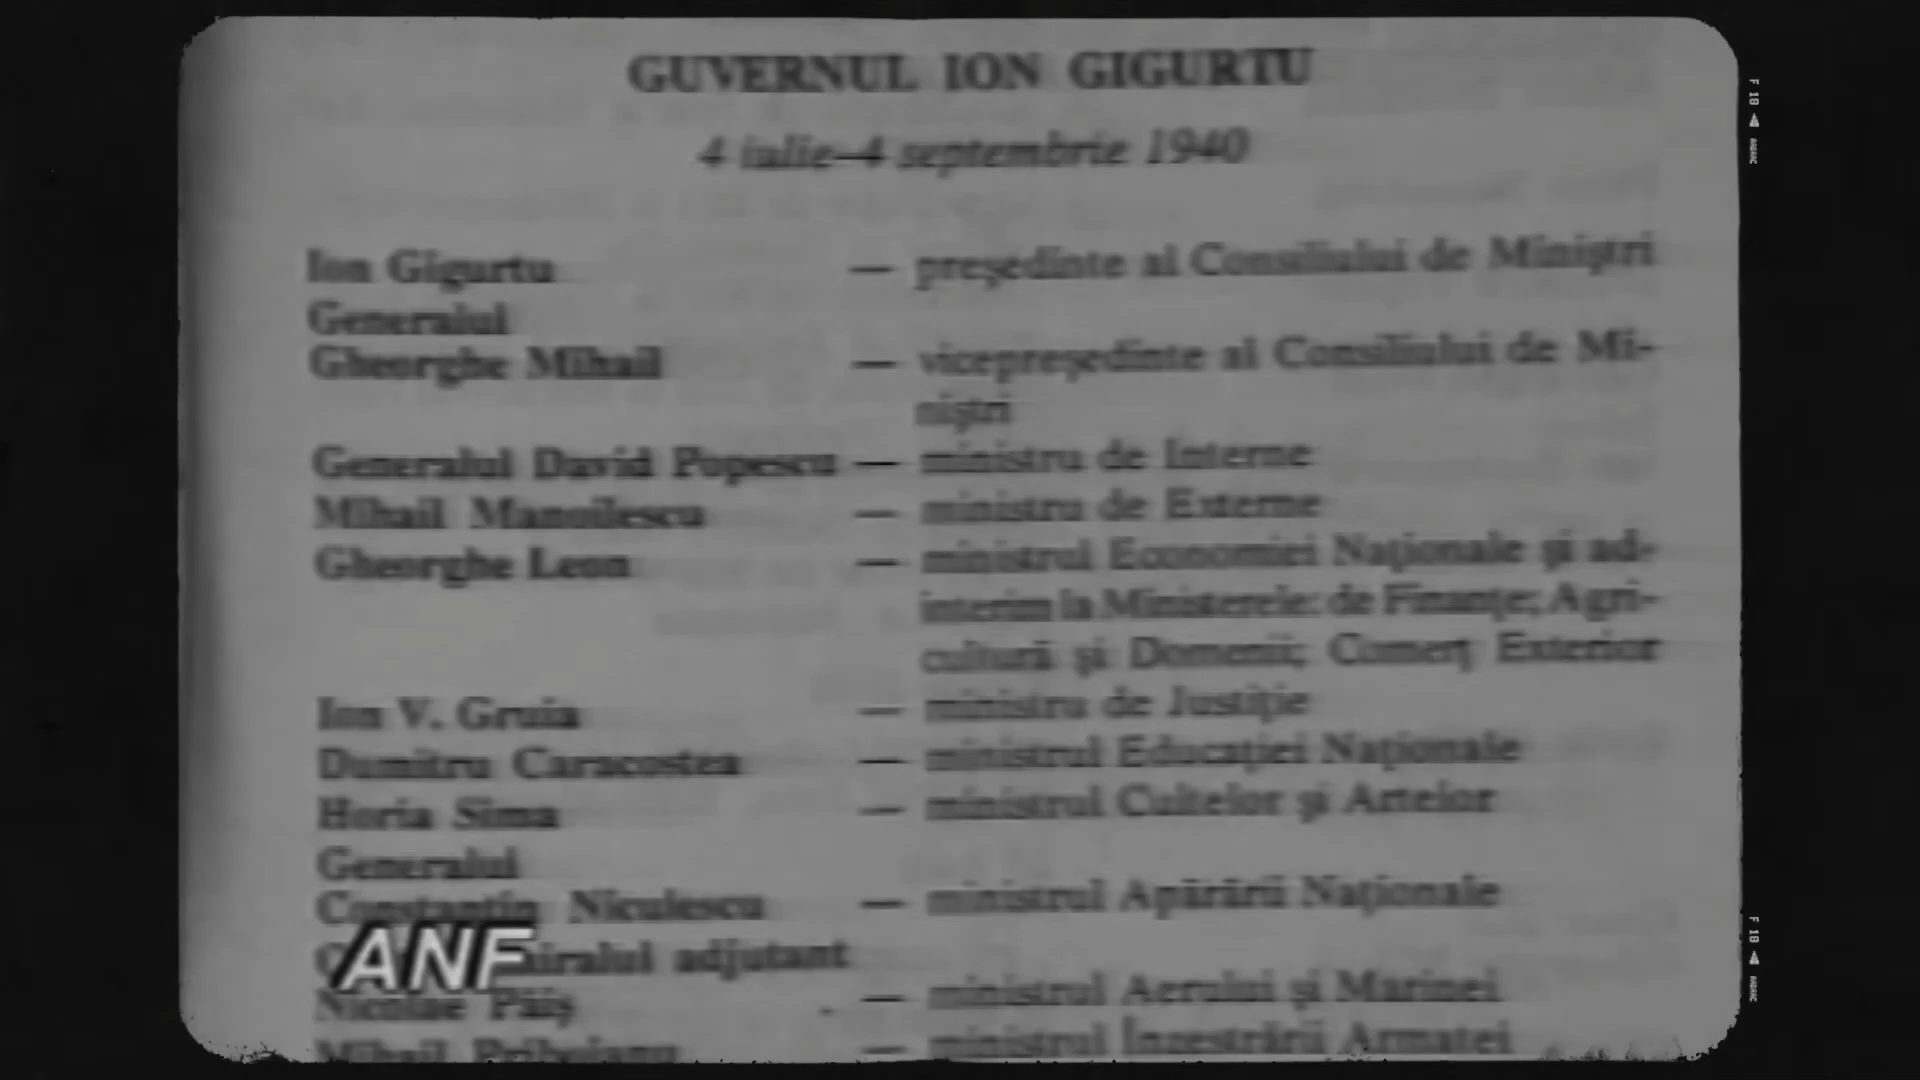 GUVERNUL ION GIGURTU
4 iulie–4 septembrie 1940
Ion Gigurtu — președinte al Consiliului de Miniștri
Generalul
Gheorghe Mihail — vicepreședinte al Consiliului de Mi-
niștri
Generalul David Popescu — ministru de Interne
Mihail Manoilescu — ministru de Externe
Gheorghe Leon — ministrul Economiei Naționale și ad-
interim la Ministerele: de Finanțe; Agri-
cultură și Domenii; Comerț Exterior
Ion V. Gruia — ministru de Justiție
Dumitru Caracostea — ministrul Educației Naționale
Horia Sima — ministrul Cultelor și Artelor
Generalul
Constantin Niculescu — ministrul Apărării Naționale
adjutant
Nicolae Păiș — ministrul Aerului și Marinei
Mihail Priboianu — ministrul Înzestrării Armatei
ANF
F 18
F 18